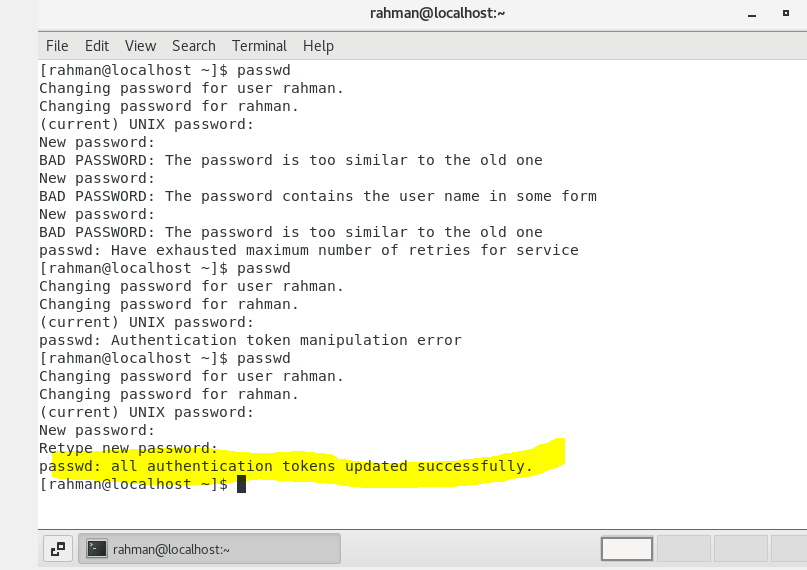 rahman@localhost:~
File Edit View Search Terminal Help
[rahman@localhost ~]$ passwd
Changing password for user rahman.
Changing password for rahman.
(current) UNIX password:
New password:
BAD PASSWORD: The password is too similar to the old one
New password:
BAD PASSWORD: The password contains the user name in some form
New password:
BAD PASSWORD: The password is too similar to the old one
passwd: Have exhausted maximum number of retries for service
[rahman@localhost ~]$ passwd
Changing password for user rahman.
Changing password for rahman.
(current) UNIX password:
passwd: Authentication token manipulation error
[rahman@localhost ~]$ passwd
Changing password for user rahman.
Changing password for rahman.
(current) UNIX password:
New password:
Retype new password:
passwd: all authentication tokens updated successfully.
[rahman@localhost ~]$
rahman@localhost:~